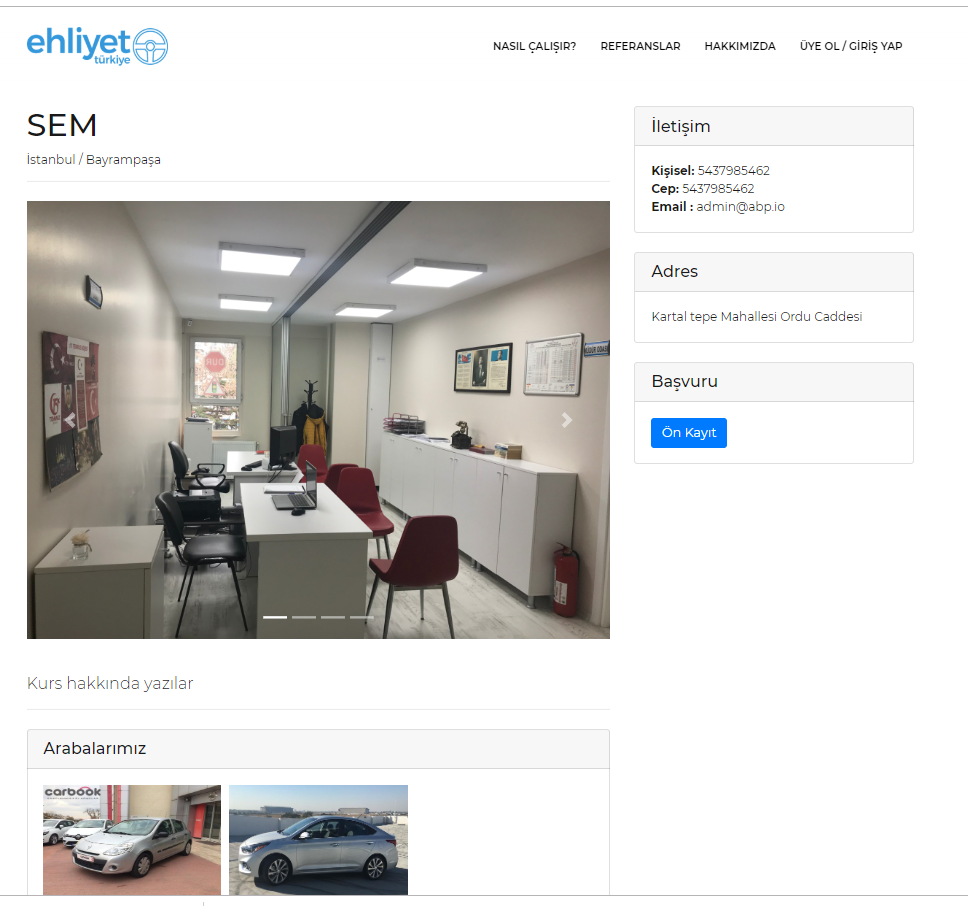 ehliyet
türkiye
NASIL ÇALIŞIR? REFERANSLAR HAKKIMIZDA ÜYE OL / GİRİŞ YAP
SEM
İstanbul / Bayrampaşa
Kurs hakkında yazılar
Arabalarımız
carbook
İletişim
Kişisel: 5437985462
Cep: 5437985462
Email : admin@abp.io
Adres
Kartal tepe Mahallesi Ordu Caddesi
Başvuru
Ön Kayıt